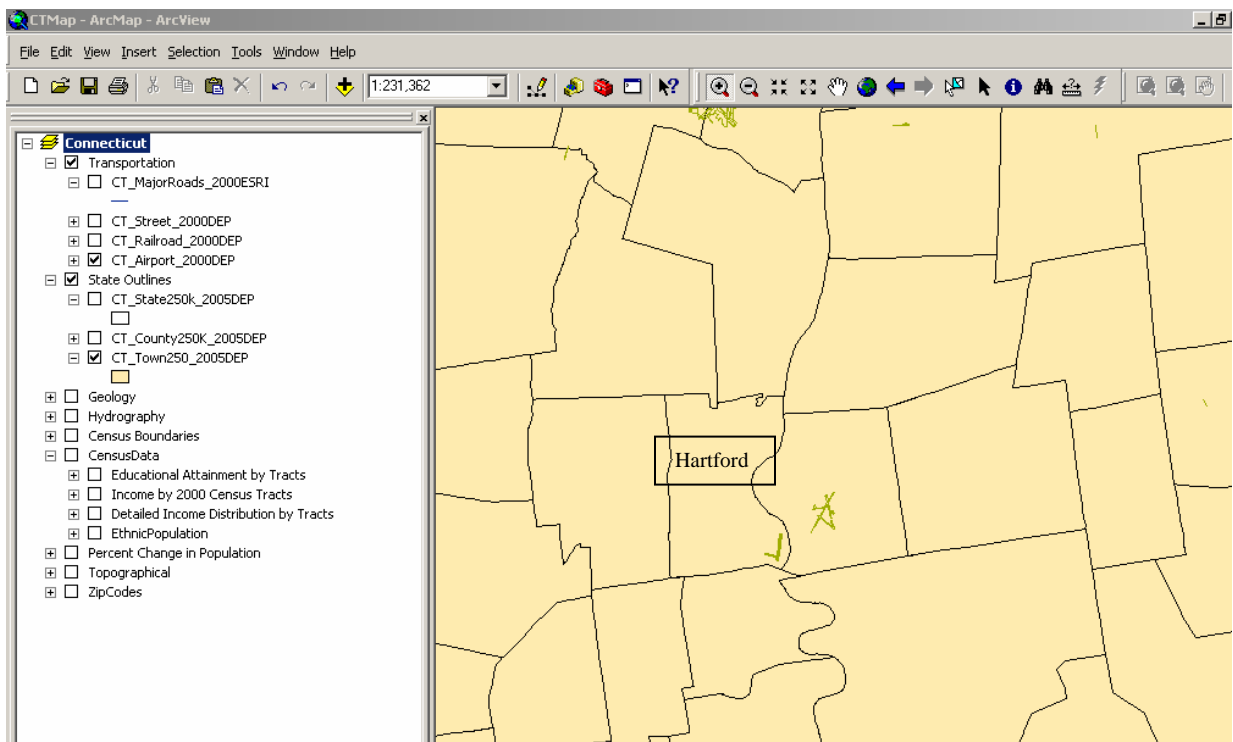 CTMap - ArcMap - ArcView
File Edit View Insert Selection Tools Window Help
1:231,362
Connecticut
Transportation
CT_MajorRoads_2000ESRI
CT_Street_2000DEP
CT_Railroad_2000DEP
CT_Airport_2000DEP
State Outlines
CT_State250k_2005DEP
CT_County250K_2005DEP
CT_Town250_2005DEP
Geology
Hydrography
Census Boundaries
CensusData
Educational Attainment by Tracts
Income by 2000 Census Tracts
Detailed Income Distribution by Tracts
EthnicPopulation
Percent Change in Population
Topographical
ZipCodes
Hartford